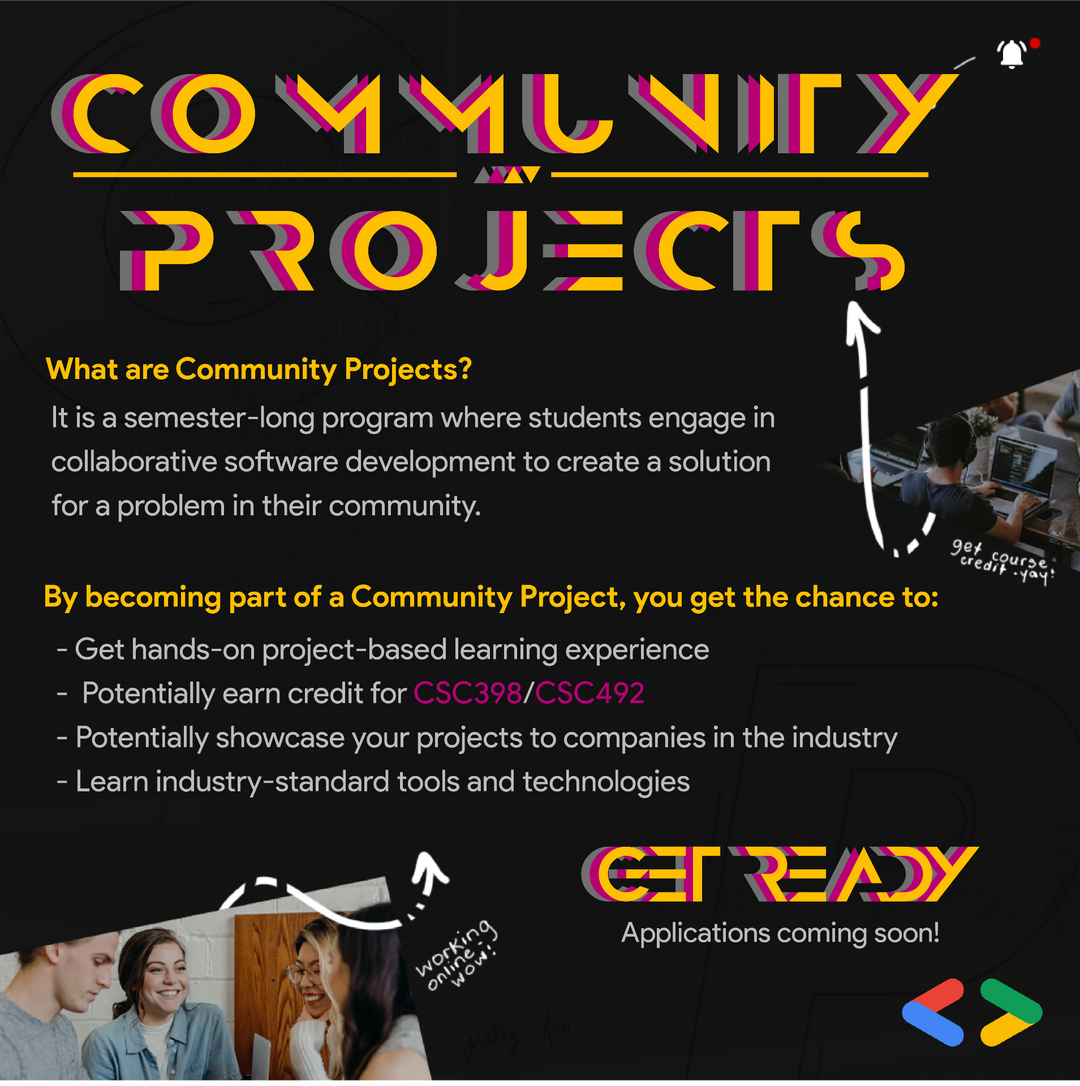 COMMUNITY
PROJECTS
What are Community Projects?
It is a semester-long program where students engage in
collaborative software development to create a solution
for a problem in their community.
get course
credit.yay!
By becoming part of a Community Project, you get the chance to:
- Get hands-on project-based learning experience
- Potentially earn credit for CSC398/CSC492
- Potentially showcase your projects to companies in the industry
- Learn industry-standard tools and technologies
GET READY
Applications coming soon!
working
online.
wow!!